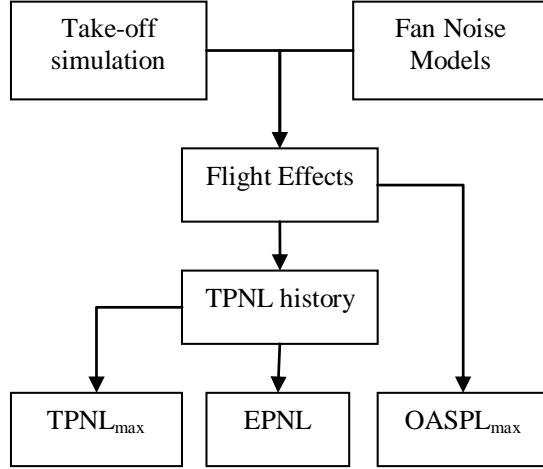 Take-off
simulation
Fan Noise
Models
Flight Effects
TPNL history
TPNLmax
EPNL
OASPLmax